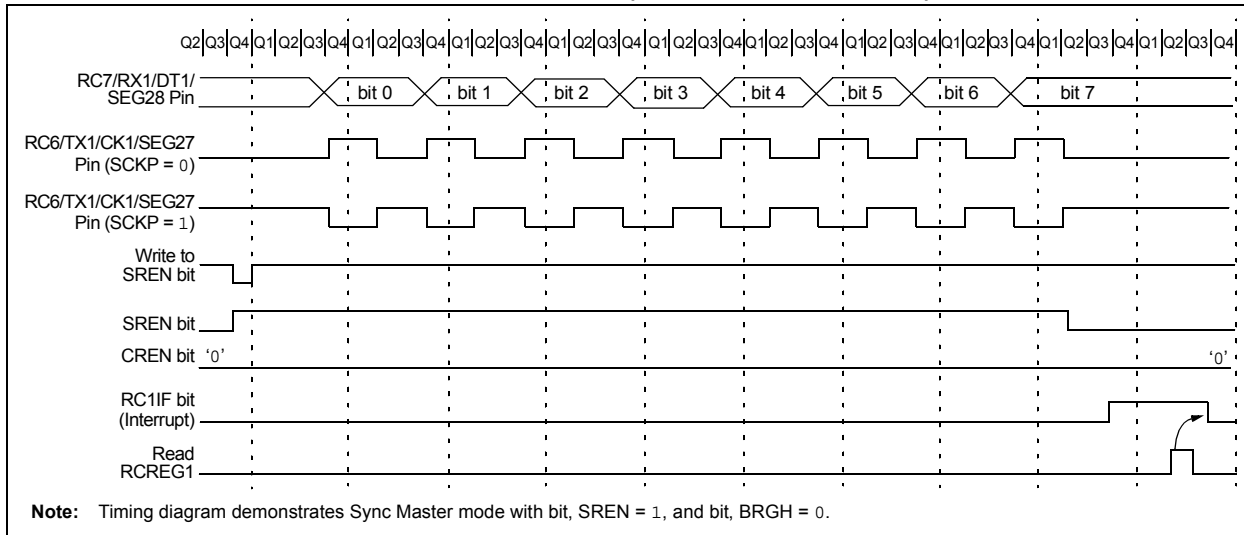 Q2 Q3 Q4 Q1 Q2 Q3 Q4 Q1 Q2 Q3 Q4 Q1 Q2 Q3 Q4 Q1 Q2 Q3 Q4 Q1 Q2 Q3 Q4 Q1 Q2 Q3 Q4 Q1 Q2 Q3 Q4 Q1 Q2 Q3 Q4 Q1 Q2 Q3 Q4 Q1 Q2 Q3 Q4
RC7/RX1/DT1/
SEG28 Pin
bit 0 bit 1 bit 2 bit 3 bit 4 bit 5 bit 6 bit 7
RC6/TX1/CK1/SEG27
Pin (SCKP = 0)
RC6/TX1/CK1/SEG27
Pin (SCKP = 1)
Write to
SREN bit
SREN bit
CREN bit ‘0’ ‘0’
RC1IF bit
(Interrupt)
Read
RCREG1
Note: Timing diagram demonstrates Sync Master mode with bit, SREN = 1, and bit, BRGH = 0.